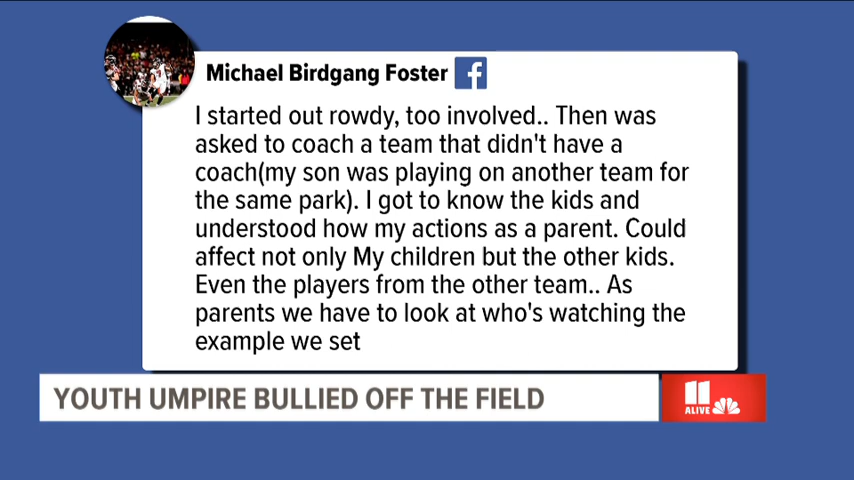 Michael Birdgang Foster f
I started out rowdy, too involved.. Then was
asked to coach a team that didn't have a
coach(my son was playing on another team for
the same park). I got to know the kids and
understood how my actions as a parent. Could
affect not only My children but the other kids.
Even the players from the other team.. As
parents we have to look at who's watching the
example we set
YOUTH UMPIRE BULLIED OFF THE FIELD
11
ALIVE